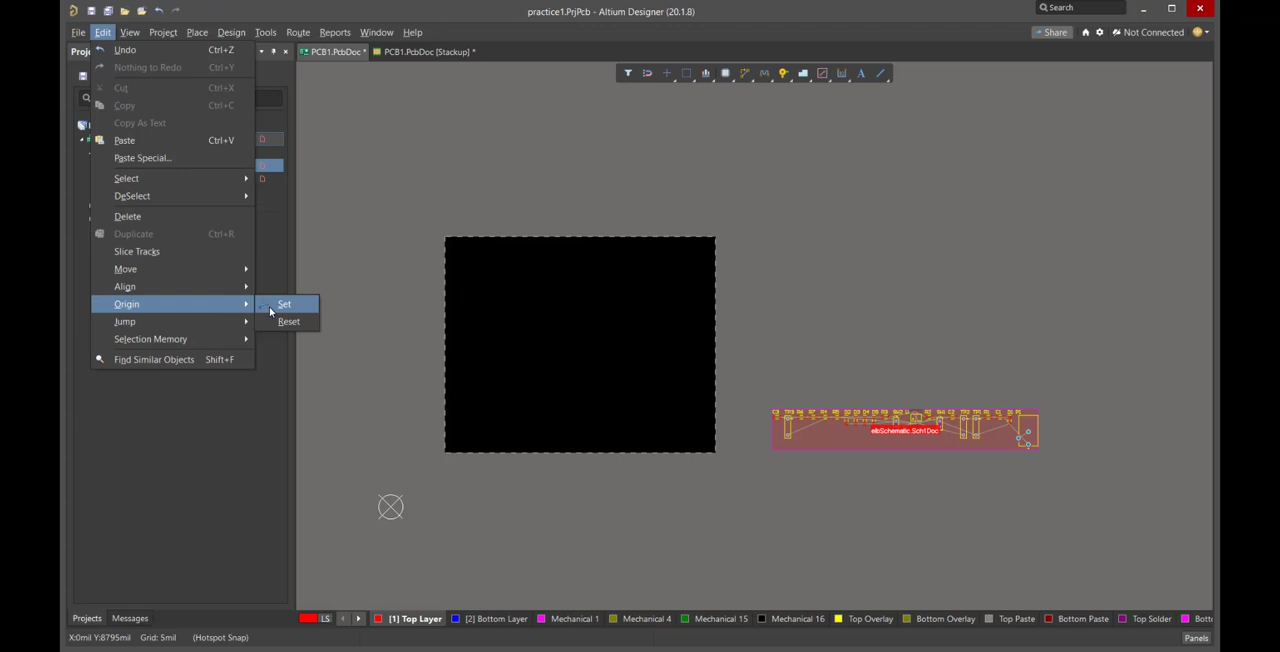 practice1.PrjPcb - Altium Designer (20.1.8)
Search
File Edit View Project Place Design Tools Route Reports Window Help
Share
Not Connected
Proj
PCB1.PcbDoc *
PCB1.PcbDoc [Stackup] *
Undo Ctrl+Z
Nothing to Redo Ctrl+Y
Cut Ctrl+X
Copy Ctrl+C
Copy As Text
Paste Ctrl+V
Paste Special...
Select
DeSelect
Delete
Duplicate Ctrl+R
Slice Tracks
Move
Align
Origin
Set
Jump
Reset
Selection Memory
Find Similar Objects Shift+F
Projects Messages
LS
[1] Top Layer
[2] Bottom Layer
Mechanical 1
Mechanical 4
Mechanical 15
Mechanical 16
Top Overlay
Bottom Overlay
Top Paste
Bottom Paste
Top Solder
Botto
X:0mil Y:8795mil Grid: 5mil (Hotspot Snap)
Panels